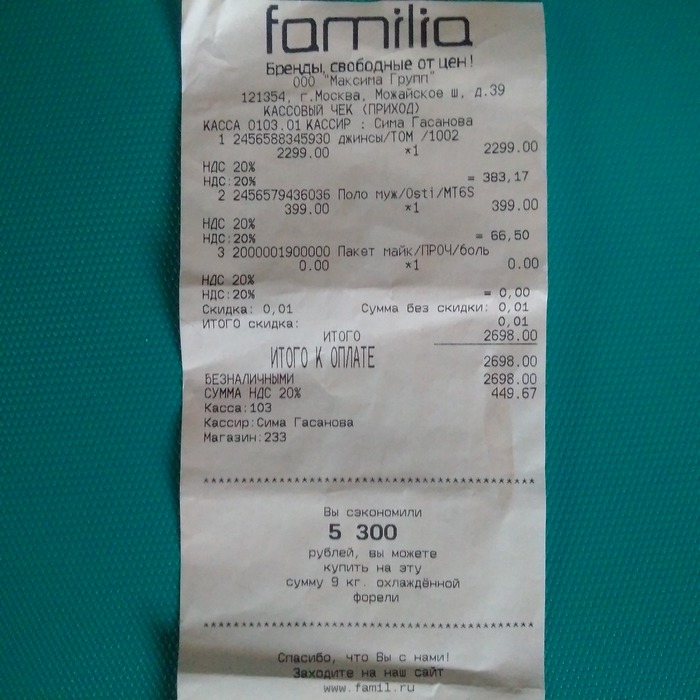 familia
Бренды, свободные от цен!
ООО "Максима Групп"
121354, г.Москва, Можайское ш, д.39
КАССОВЫЙ ЧЕК (ПРИХОД)
КАССА 0103.01 КАССИР : Сима Гасанова
1 2456588345930 джинсы/ТОМ /1002
2299.00 *1 2299.00
НДС 20%
НДС:20% = 383,17
2 2456579436036 Поло муж/Osti/MT6S
399.00 *1 399.00
НДС 20%
НДС:20% = 66,50
3 2000001900000 Пакет майк/ПРОЧ/боль
0.00 *1 0.00
НДС 20%
НДС:20% = 0,00
Скидка: 0,01 Сумма без скидки: 0,01
ИТОГО скидка: 0,01
ИТОГО 2698.00
ИТОГО К ОПЛАТЕ 2698.00
БЕЗНАЛИЧНЫМИ 2698.00
СУММА НДС 20% 449.67
Касса:103
Кассир:Сима Гасанова
Магазин:233
************************************
Вы сэкономили
5 300
рублей, вы можете
купить на эту
сумму 9 кг. охлаждённой
форели
************************************
Спасибо, что Вы с нами!
Заходите на наш сайт
www.famil.ru